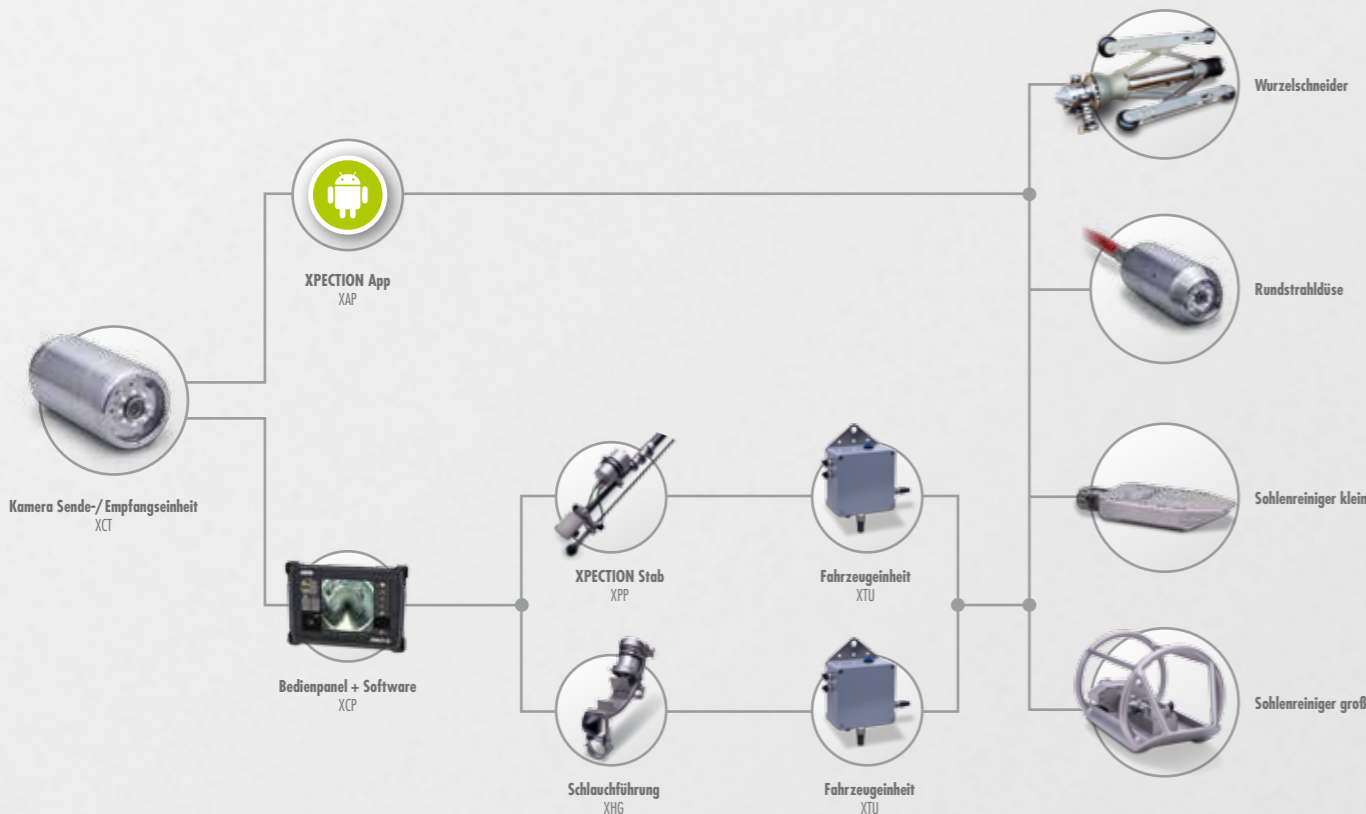 Wurzelschneider
XPECTION App
XAP
Rundstrahldüse
Kamera Sende-/Empfangseinheit
XCT
Sohlenreiniger klein
XPECTION Stab
XPP
Fahrzeugeinheit
XTU
Bedienpanel + Software
XCP
Sohlenreiniger groß
Schlauchführung
XHG
Fahrzeugeinheit
XTU